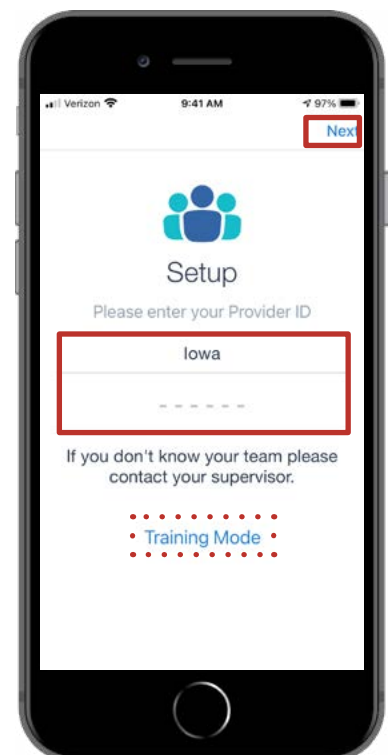 Verizon 9:41 AM 97%
Next
Setup
Please enter your Provider ID
Iowa
- - - - - -
If you don't know your team please
contact your supervisor.
Training Mode